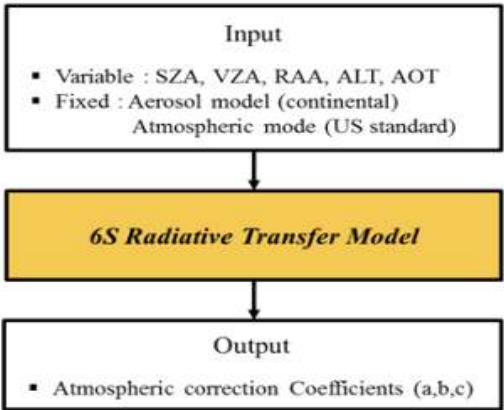 Input
▪ Variable : SZA, VZA, RAA, ALT, AOT
▪ Fixed : Aerosol model (continental)
Atmospheric mode (US standard)
6S Radiative Transfer Model
Output
▪ Atmospheric correction Coefficients (a,b,c)